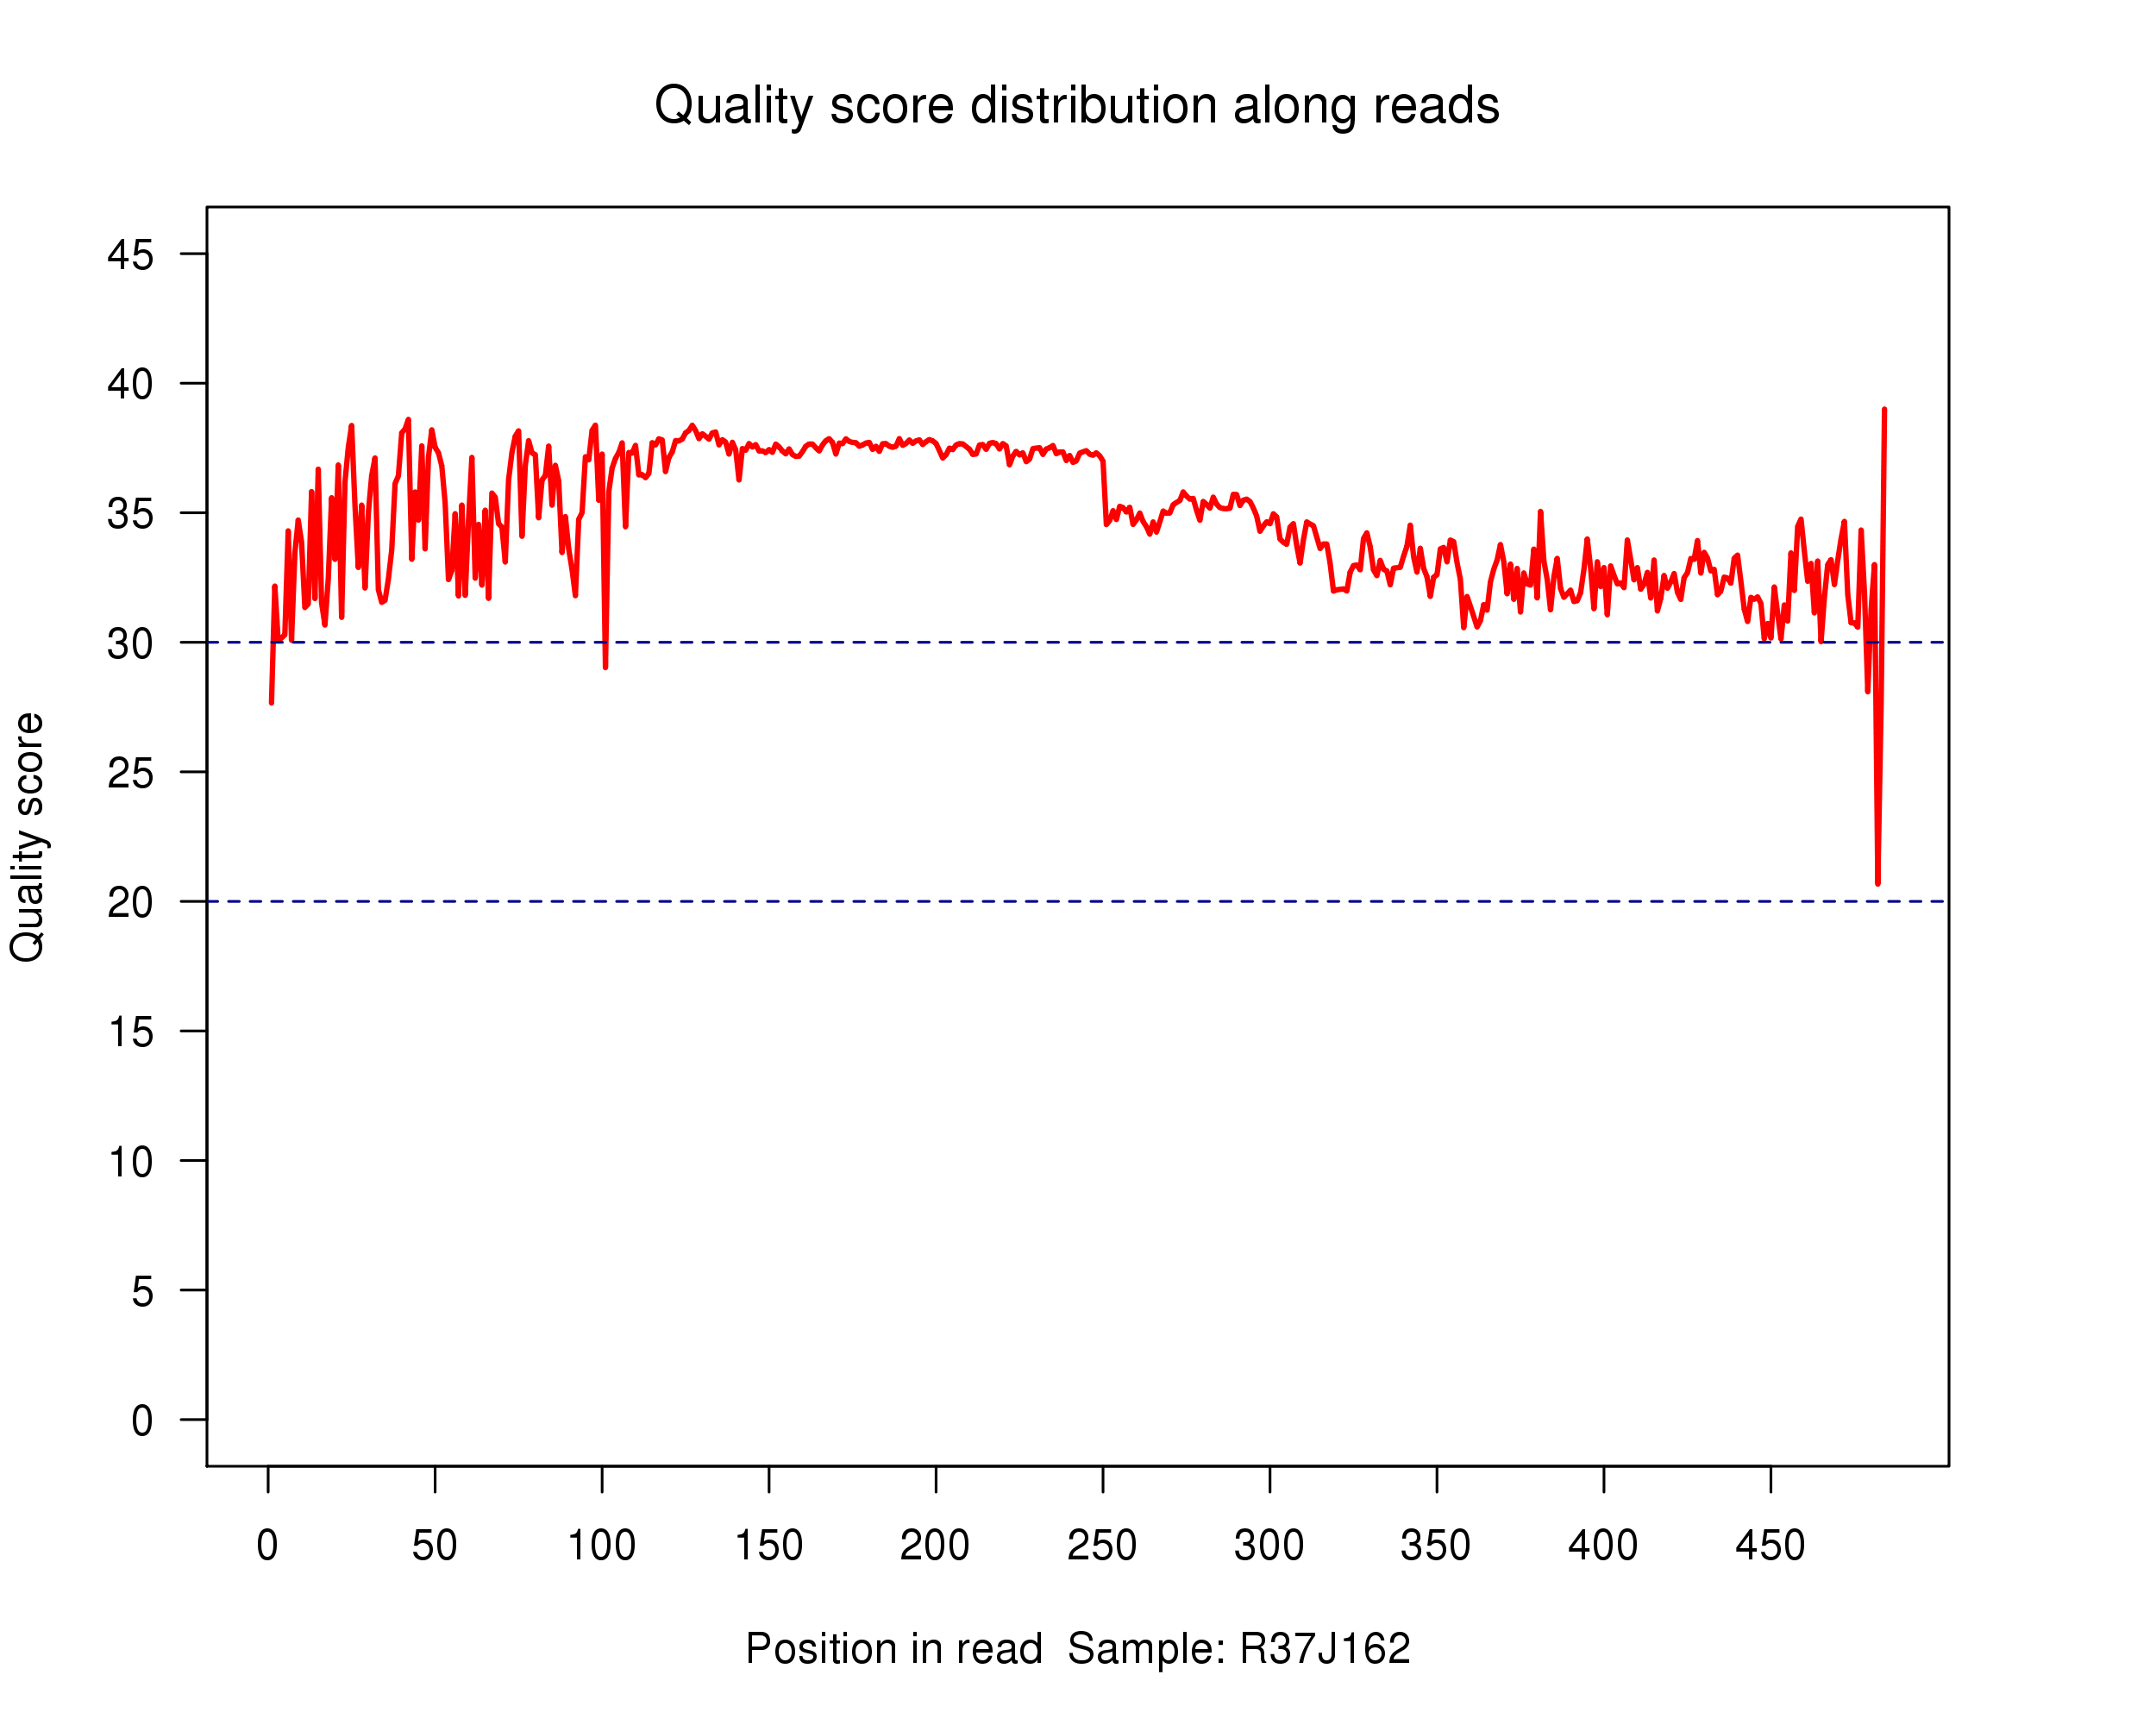 Quality score distribution along reads
45
40
35
30
25
20
15
10
5
0
Quality score
0 50 100 150 200 250 300 350 400 450
Position in read  Sample: R37J162